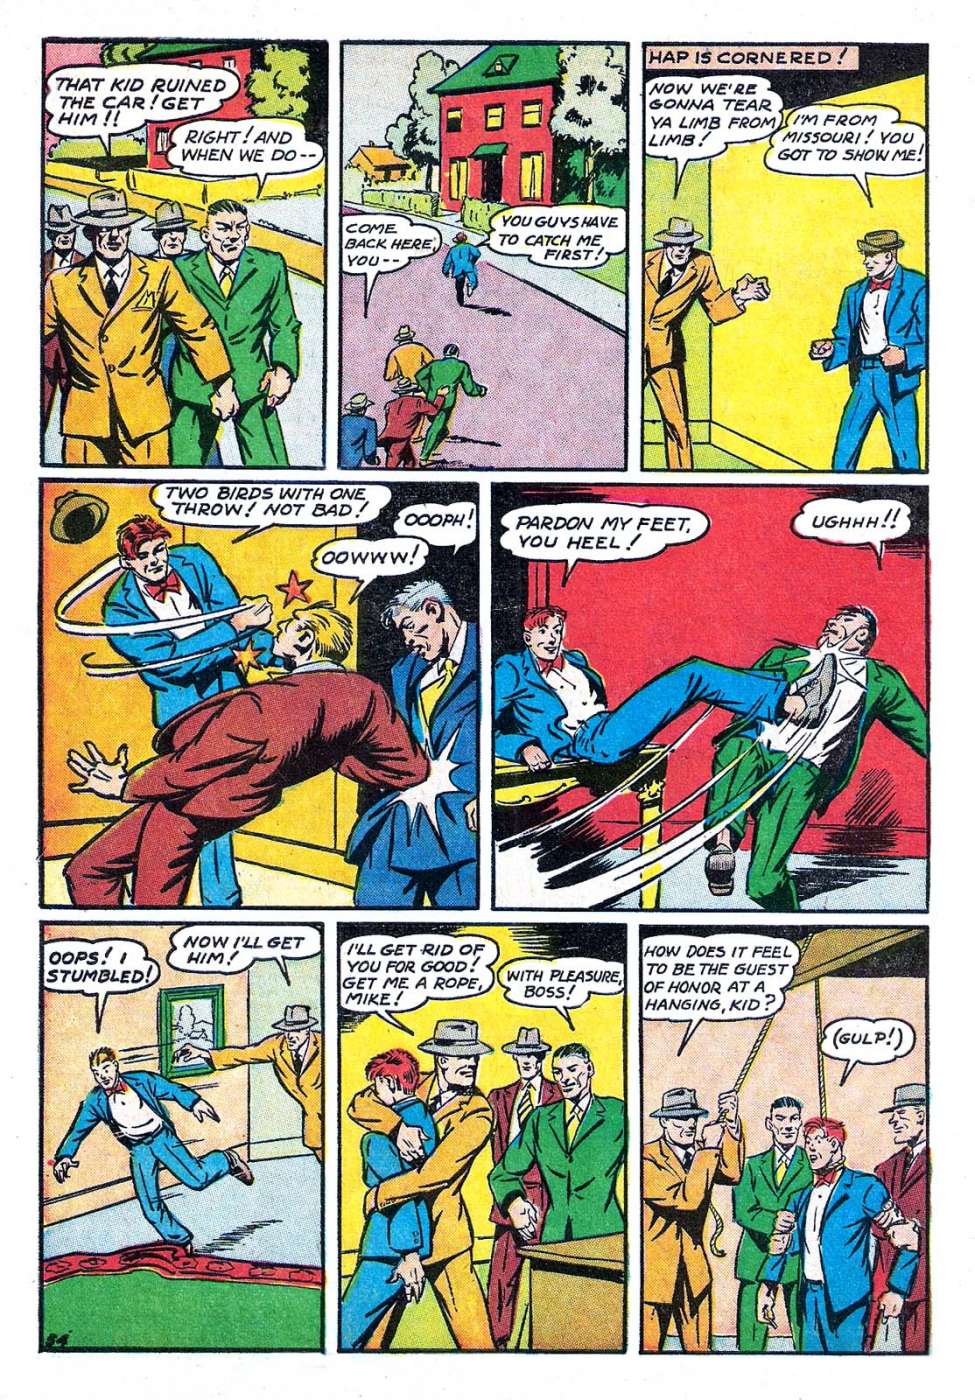 THAT KID RUINED
THE CAR! GET
HIM!!
RIGHT! AND
WHEN WE DO--
COME
BACK HERE,
YOU--
YOU GUYS HAVE
TO CATCH ME,
FIRST!
HAP IS CORNERED!
NOW WE'RE
GONNA TEAR
YA LIMB FROM
LIMB!
I'M FROM
MISSOURI! YOU
GOT TO SHOW ME!
TWO BIRDS WITH ONE
THROW! NOT BAD!
OOWWW!
OOOPH!
PARDON MY FEET,
YOU HEEL!
UGHHH!!
OOPS! I
STUMBLED!
NOW I'LL GET
HIM!
I'LL GET RID OF
YOU FOR GOOD!
GET ME A ROPE,
MIKE!
WITH PLEASURE,
BOSS!
HOW DOES IT FEEL
TO BE THE GUEST
OF HONOR AT A
HANGING, KID?
(GULP!)